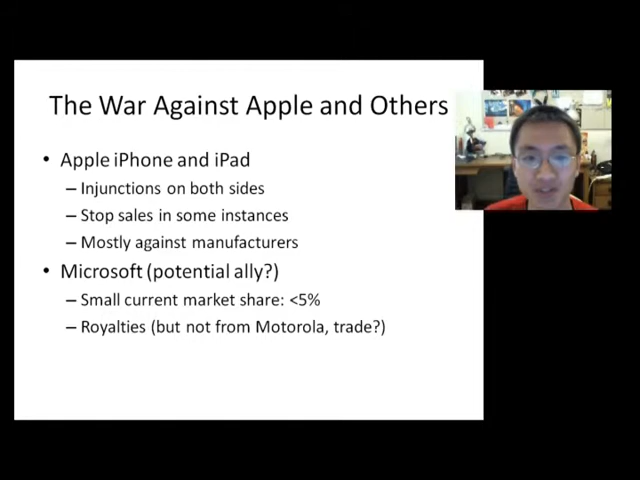 The War Against Apple and Others
• Apple iPhone and iPad
– Injunctions on both sides
– Stop sales in some instances
– Mostly against manufacturers
• Microsoft (potential ally?)
– Small current market share: <5%
– Royalties (but not from Motorola, trade?)